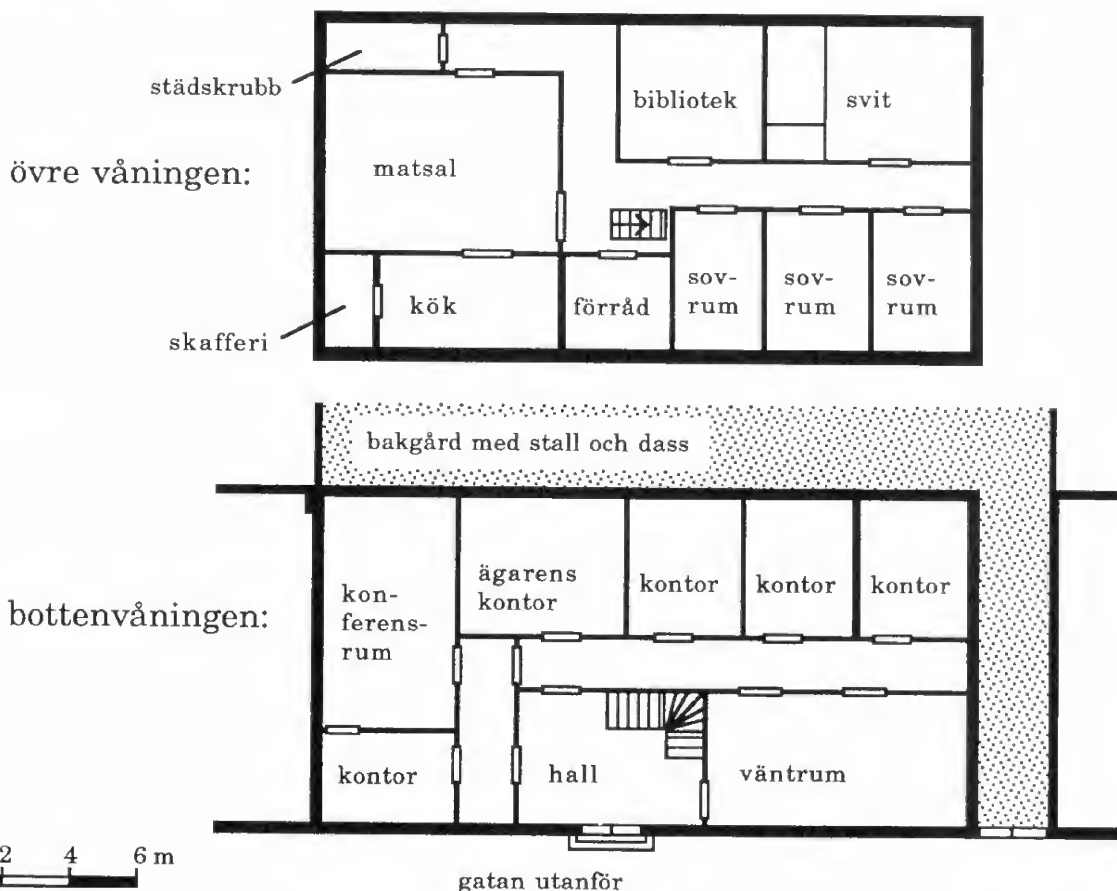 städskrubb
bibliotek
svit
övre våningen:
matsal
sov-
rum
sov-
rum
sov-
rum
kök
förråd
skafferi
bakgård med stall och dass
bottenvåningen:
kon-
ferens-
rum
ägarens
kontor
kontor
kontor
kontor
kontor
hall
väntrum
2 4 6 m
gatan utanför